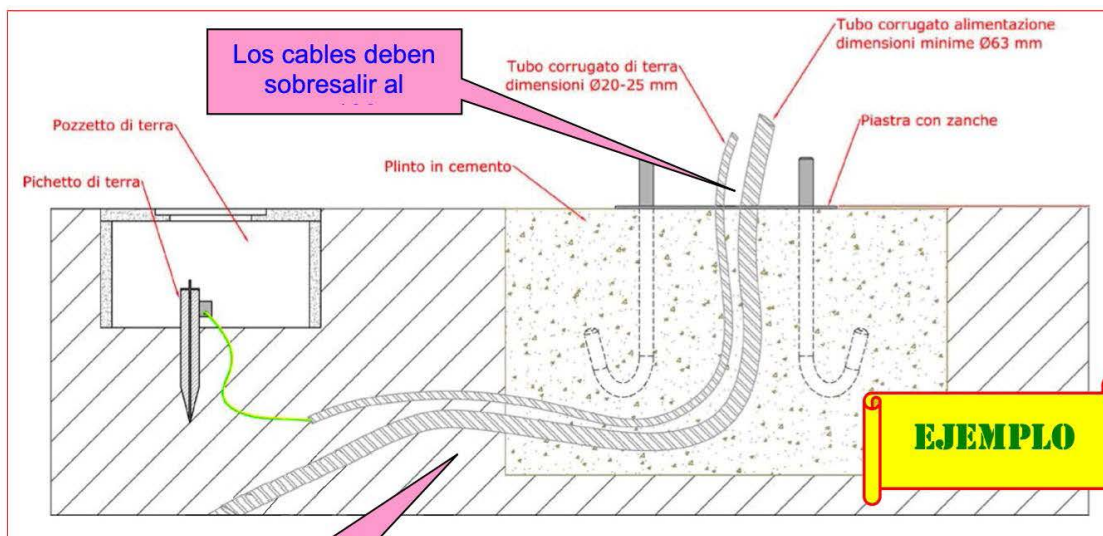 Los cables deben
sobresalir al
Tubo corrugato alimentazione
dimensioni minime Ø63 mm
Tubo corrugato di terra
dimensioni Ø20-25 mm
Pozzetto di terra
Piastra con zanche
Plinto in cemento
Pichetto di terra
EJEMPLO